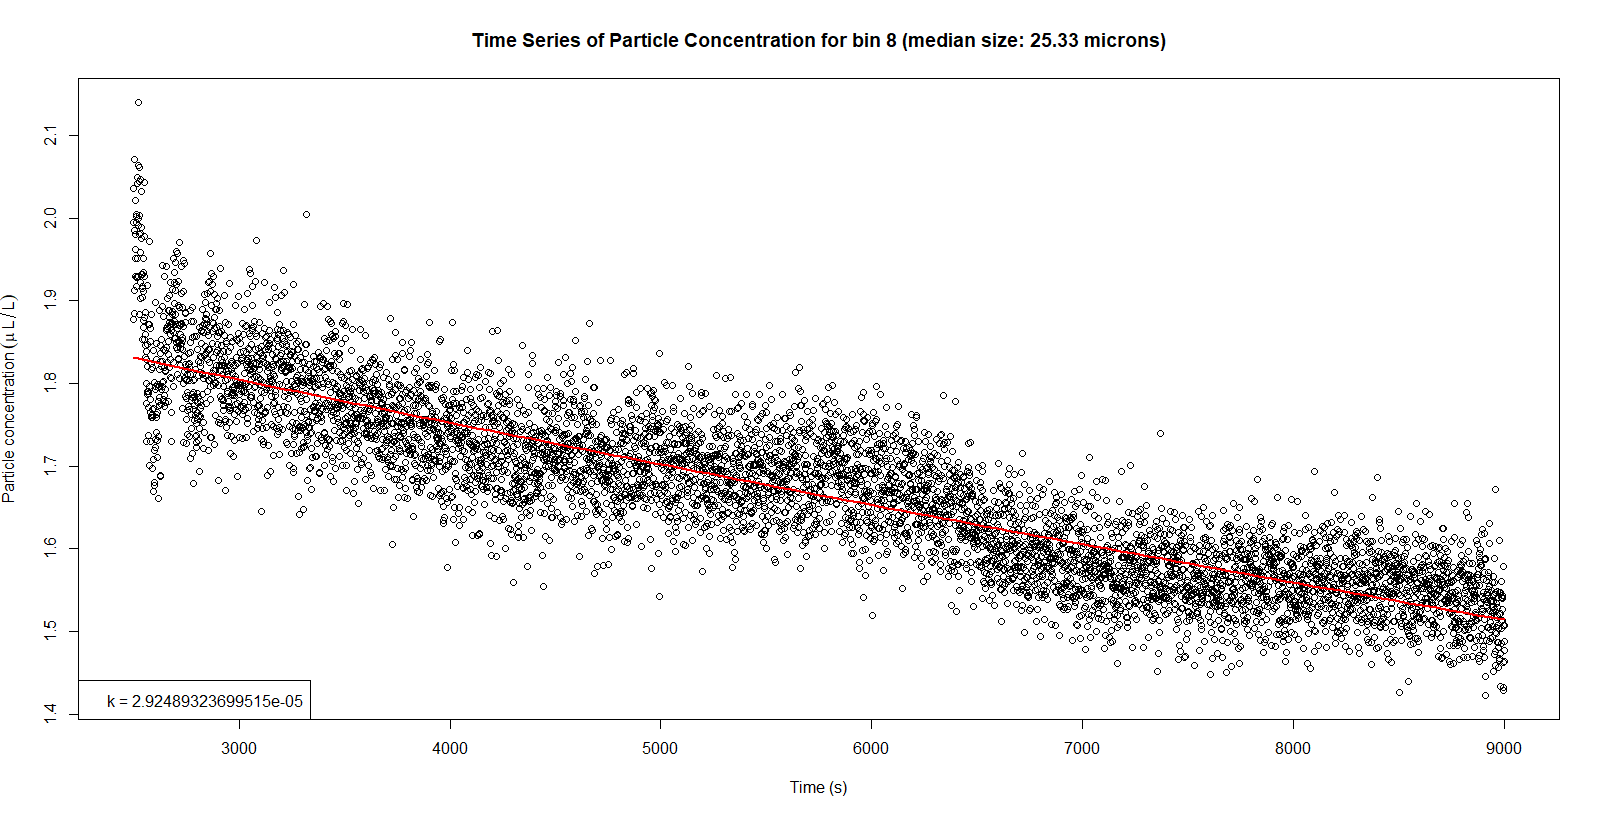 Time Series of Particle Concentration for bin 8 (median size: 25.33 microns)
Particle concentration (μ L / L)
2.1
2.0
1.9
1.8
1.7
1.6
1.5
1.4
k = 2.92489323699515e-05
3000 4000 5000 6000 7000 8000 9000
Time (s)